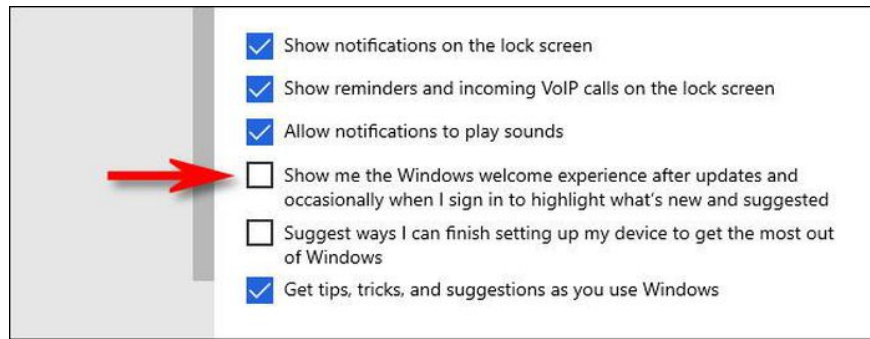 Show notifications on the lock screen
Show reminders and incoming VoIP calls on the lock screen
Allow notifications to play sounds
Show me the Windows welcome experience after updates and
occasionally when I sign in to highlight what's new and suggested
Suggest ways I can finish setting up my device to get the most out
of Windows
Get tips, tricks, and suggestions as you use Windows